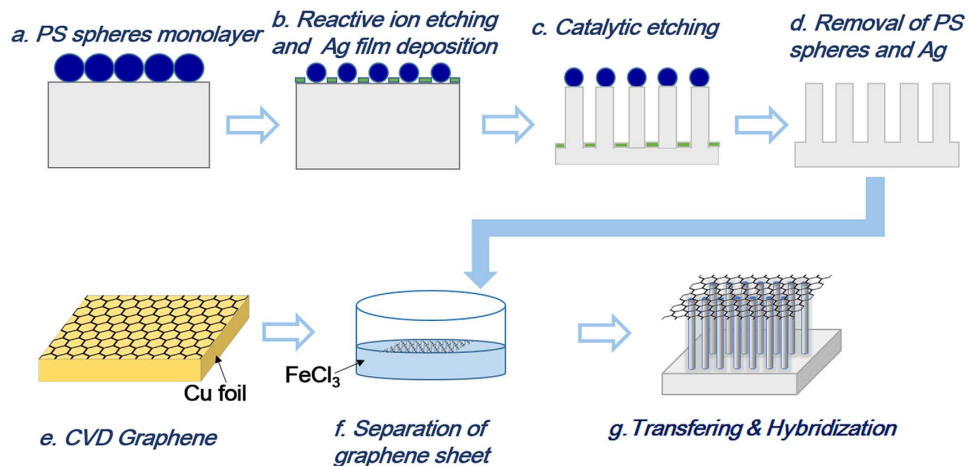 a. PS spheres monolayer
b. Reactive ion etching
and Ag film deposition
c. Catalytic etching
d. Removal of PS
spheres and Ag
FeCl3
Cu foil
e. CVD Graphene
f. Separation of
graphene sheet
g. Transfering & Hybridization